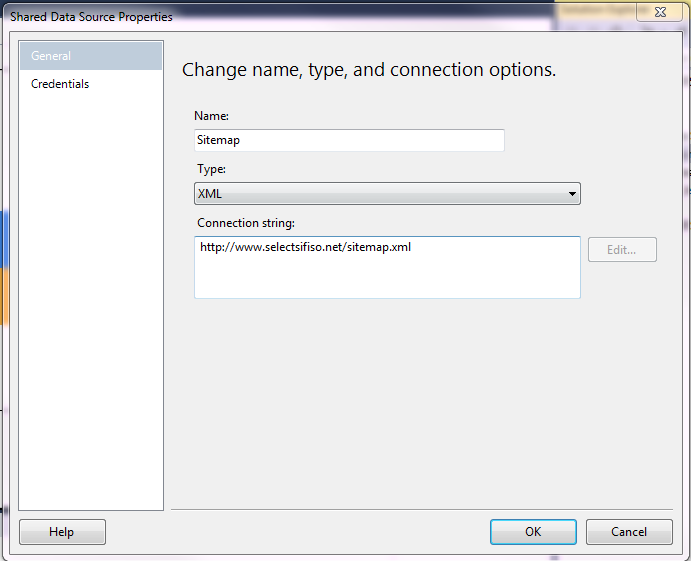 Shared Data Source Properties
General
Credentials
Change name, type, and connection options.
Name:
Sitemap
Type:
XML
Connection string:
http://www.selectsifiso.net/sitemap.xml
Edit...
Help
OK
Cancel